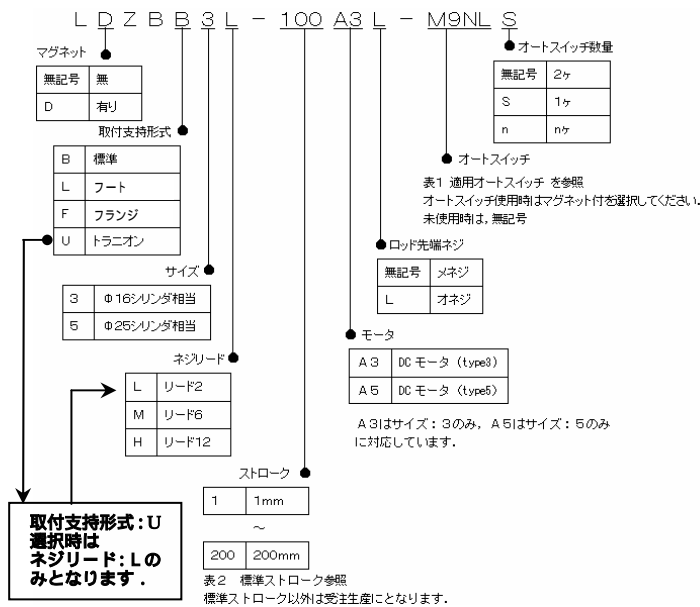 LDZBB3L-100A3L-M9NLS
マグネット
無記号 無
D 有り
取付支持形式
B 標準
L フート
F フランジ
U トラニオン
サイズ
3 Φ16シリンダ相当
5 Φ25シリンダ相当
ネジリード
L リード2
M リード6
H リード12
ストローク
1 1mm
～
200 200mm
表2 標準ストローク参照
標準ストローク以外は受注生産にとなります．
取付支持形式：U
選択時は
ネジリード：Lの
みとなります．
オートスイッチ数量
無記号 2ヶ
S 1ヶ
n nヶ
オートスイッチ
表1 適用オートスイッチ を参照
オートスイッチ使用時はマグネット付を選択してください．
未使用時は，無記号
ロッド先端ネジ
無記号 メネジ
L オネジ
モータ
A3 DCモータ（type3）
A5 DCモータ（type5）
A3はサイズ：3のみ，A5はサイズ：5のみ
に対応しています．